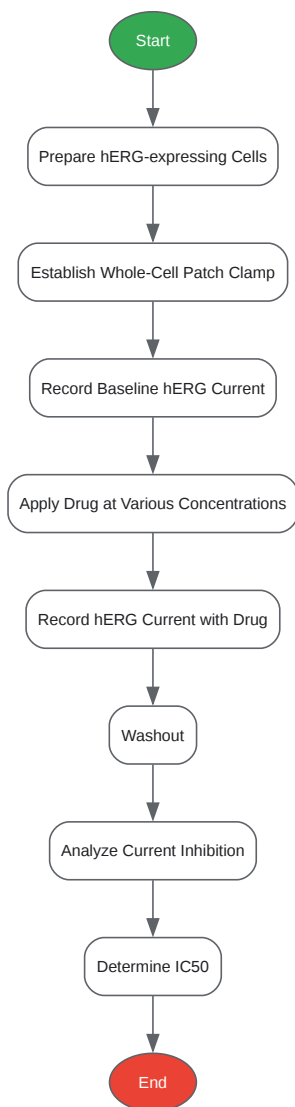 Start
Prepare hERG-expressing Cells
Establish Whole-Cell Patch Clamp
Record Baseline hERG Current
Apply Drug at Various Concentrations
Record hERG Current with Drug
Washout
Analyze Current Inhibition
Determine IC50
End